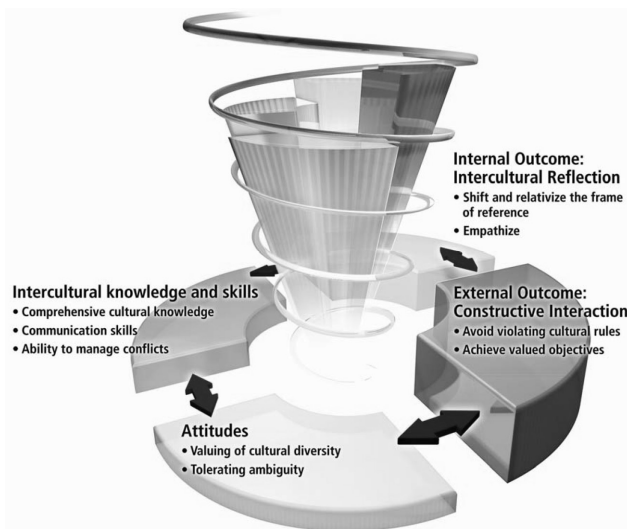 Internal Outcome:
Intercultural Reflection
• Shift and relativize the frame
of reference
• Empathize
Intercultural knowledge and skills
• Comprehensive cultural knowledge
• Communication skills
• Ability to manage conflicts
External Outcome:
Constructive Interaction
• Avoid violating cultural rules
• Achieve valued objectives
Attitudes
• Valuing of cultural diversity
• Tolerating ambiguity